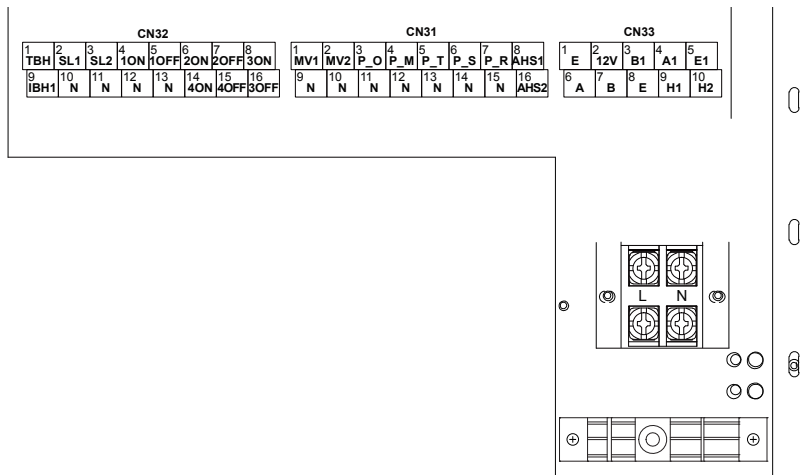 CN32 CN31 CN33
1 2 3 4 5 6 7 8 1 2 3 4 5 6 7 8 1 2 3 4 5
TBH SL1 SL2 1ON 1OFF 2ON 2OFF 3ON MV1 MV2 P_O P_M P_T P_S P_R AHS1 E 12V B1 A1 E1
9 10 11 12 13 14 15 16 9 10 11 12 13 14 15 16 6 7 8 9 10
IBH1 N N N N 4ON 4OFF 3OFF N N N N N N N AHS2 A B E H1 H2
L N